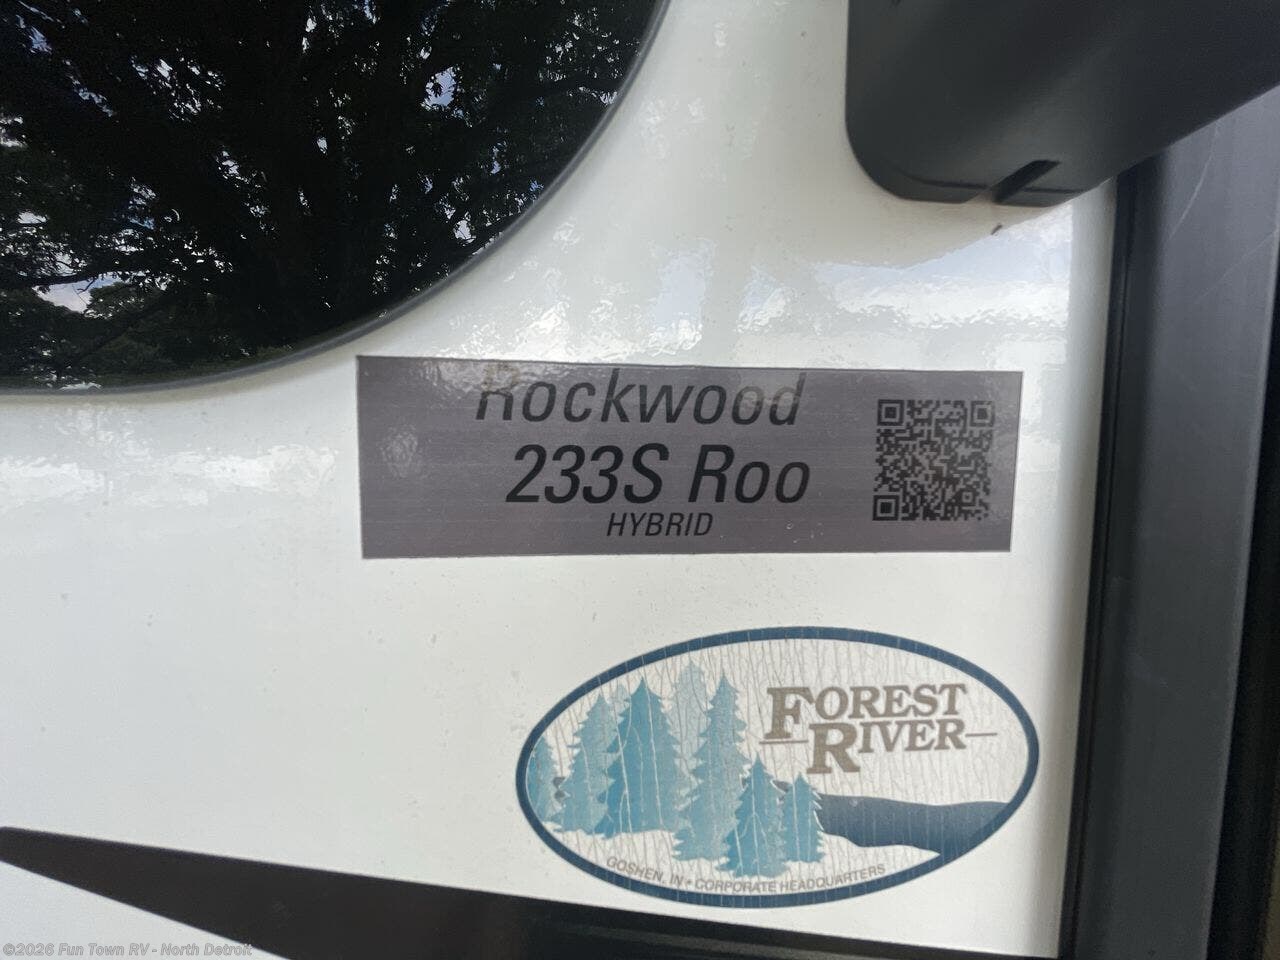 Rockwood
233S Roo
HYBRID
FOREST
RIVER
GOSHEN, IN • CORPORATE HEADQUARTERS
©2026 Fun Town RV - North Detroit